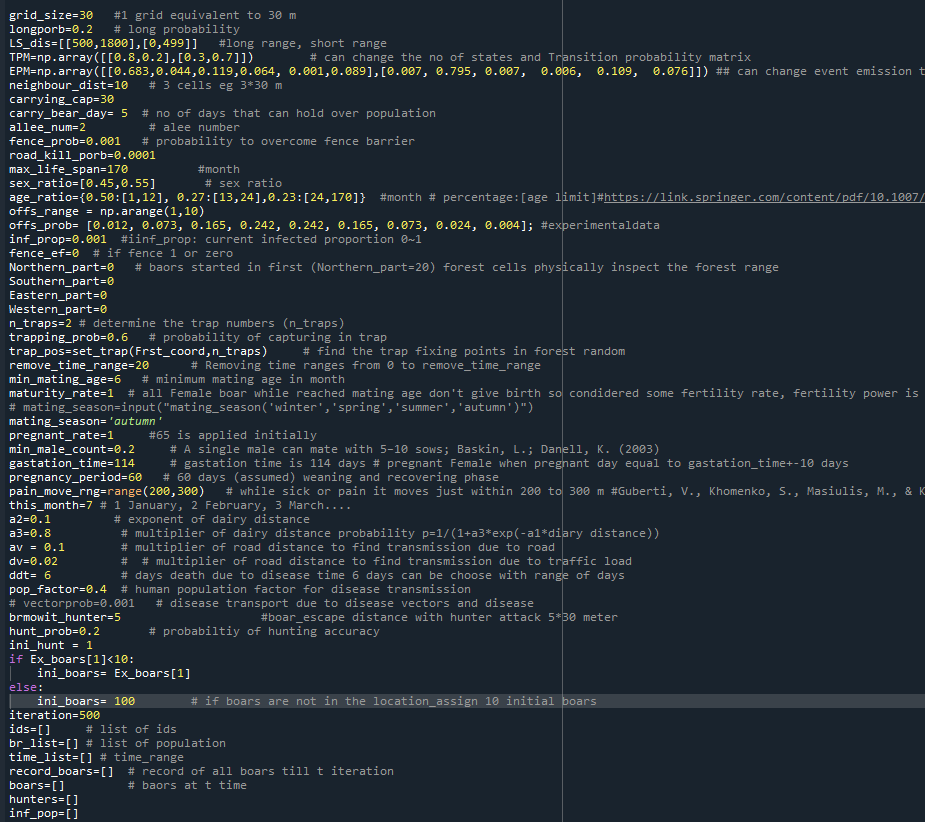 grid_size=30   #1 grid equivalent to 30 m
longporb=0.2   # long probability
LS_dis=[[500,1800],[0,499]]   #long range, short range
TPM=np.array([[0.8,0.2],[0.3,0.7]])        # can change the no of states and Transition probability matrix
EPM=np.array([[0.683,0.044,0.119,0.064, 0.001,0.089],[0.007, 0.795, 0.007,  0.006,  0.109,  0.076]]) ## can change event emission t
neighbour_dist=10   # 3 cells eg 3*30 m
carrying_cap=30
carry_bear_day= 5  # no of days that can hold over population
allee_num=2         # alee number
fence_prob=0.001   # probability to overcome fence barrier
road_kill_porb=0.0001
max_life_span=170          #month
sex_ratio=[0.45,0.55]       # sex ratio
age_ratio={0.50:[1,12], 0.27:[13,24],0.23:[24,170]}  #month # percentage:[age limit]#https://link.springer.com/content/pdf/10.1007/
offs_range = np.arange(1,10)
offs_prob= [0.012, 0.073, 0.165, 0.242, 0.242, 0.165, 0.073, 0.024, 0.004]; #experimentaldata
inf_prop=0.001  #iinf_prop: current infected proportion 0~1
fence_ef=0  # if fence 1 or zero
Northern_part=0   # baors started in first (Northern_part=20) forest cells physically inspect the forest range
Southern_part=0
Eastern_part=0
Western_part=0
n_traps=2 # determine the trap numbers (n_traps)
trapping_prob=0.6   # probability of capturing in trap
trap_pos=set_trap(Frst_coord,n_traps)     # find the trap fixing points in forest random
remove_time_range=20      # Removing time ranges from 0 to remove_time_range
min_mating_age=6   # minimum mating age in month
maturity_rate=1  # all Female boar while reached mating age don't give birth so condidered some fertility rate, fertility power is
# mating_season=input("mating_season('winter','spring','summer','autumn')")
mating_season='autumn'
pregnant_rate=1     #65 is applied initially
min_male_count=0.2     # A single male can mate with 5-10 sows; Baskin, L.; Danell, K. (2003)
gastation_time=114     # gastation time is 114 days # pregnant Female when pregnant day equal to gastation_time+-10 days
pregnancy_period=60   # 60 days (assumed) weaning and recovering phase
pain_move_rng=range(200,300)   # while sick or pain it moves just within 200 to 300 m #Guberti, V., Khomenko, S., Masiulis, M., & K
this_month=7 # 1 January, 2 February, 3 March....
a2=0.1         # exponent of dairy distance
a3=0.8          # multiplier of dairy distance probability p=1/(1+a3*exp(-a1*diary distance))
av = 0.1        # multiplier of road distance to find transmission due to road
dv=0.02         #  # multiplier of road distance to find transmission due to traffic load
ddt= 6          # days death due to disease time 6 days can be choose with range of days
pop_factor=0.4  # human population factor for disease transmission
# vectorprob=0.001   # disease transport due to disease vectors and disease
brmowit_hunter=5                    #boar_escape distance with hunter attack 5*30 meter
hunt_prob=0.2       # probabiltiy of hunting accuracy
ini_hunt = 1
if Ex_boars[1]<10:
    ini_boars= Ex_boars[1]
else:
    ini_boars= 100        # if boars are not in the location_assign 10 initial boars
iteration=500
ids=[]     # list of ids
br_list=[] # list of population
time_list=[] # time_range
record_boars=[]  # record of all boars till t iteration
boars=[]         # baors at t time
hunters=[]
inf_pop=[]